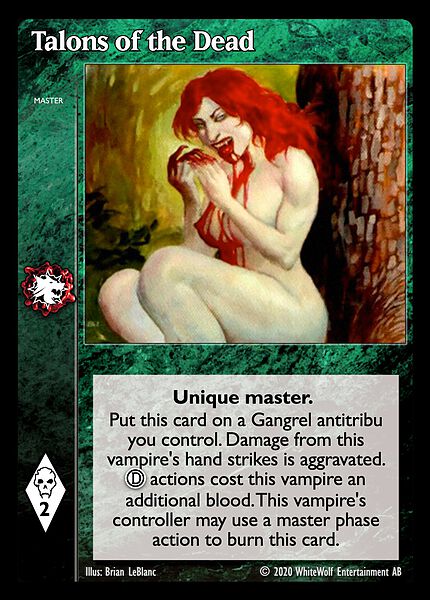 Talons of the Dead
MASTER
Unique master.
Put this card on a Gangrel antitribu
you control. Damage from this
vampire's hand strikes is aggravated.
Ⓓ actions cost this vampire an
additional blood. This vampire's
controller may use a master phase
action to burn this card.
2
Illus: Brian LeBlanc
© 2020 WhiteWolf Entertainment AB